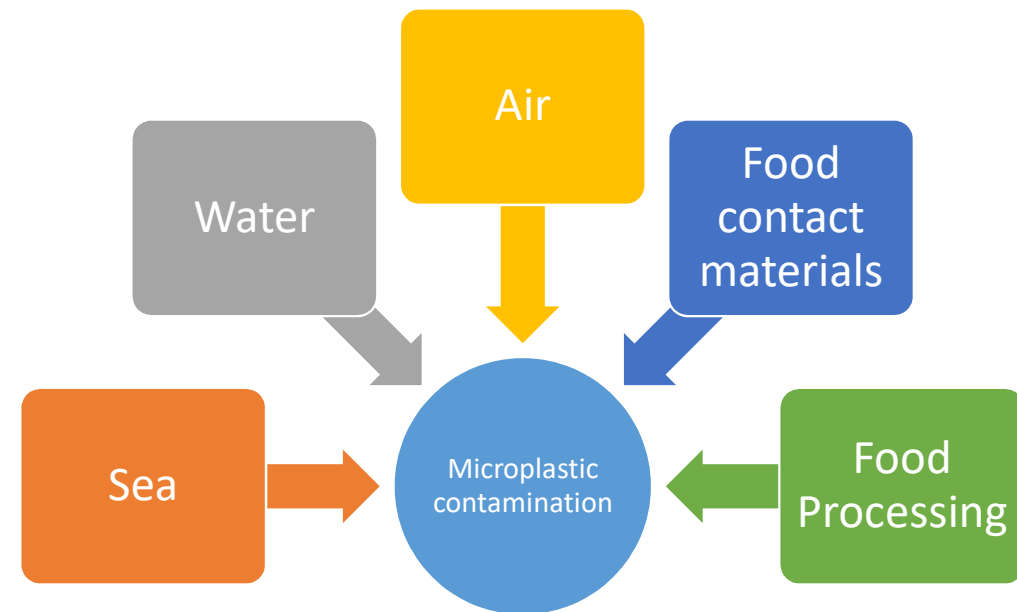 Air
Water
Food
contact
materials
Sea
Microplastic
contamination
Food
Processing